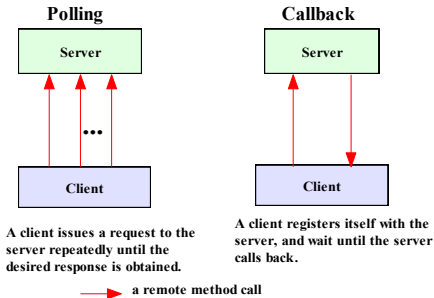 Polling
Server
...
Client
A client issues a request to the
server repeatedly until the
desired response is obtained.
Callback
Server
Client
A client registers itself with the
server, and wait until the server
calls back.
a remote method call